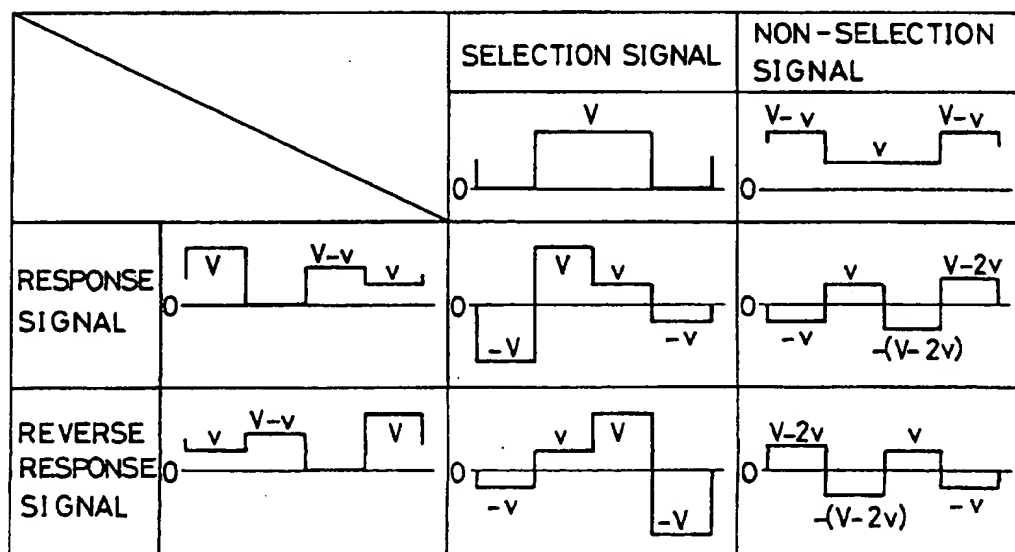 SELECTION SIGNAL
NON-SELECTION
SIGNAL
V
0
V-v
v
V-v
0
RESPONSE
SIGNAL
V
V-v
v
0
V
v
-V
-v
0
v
V-2v
-v
-(V-2v)
0
REVERSE
RESPONSE
SIGNAL
v
V-v
V
0
v
V
-v
-V
0
V-2v
v
-(V-2v)
-v
0